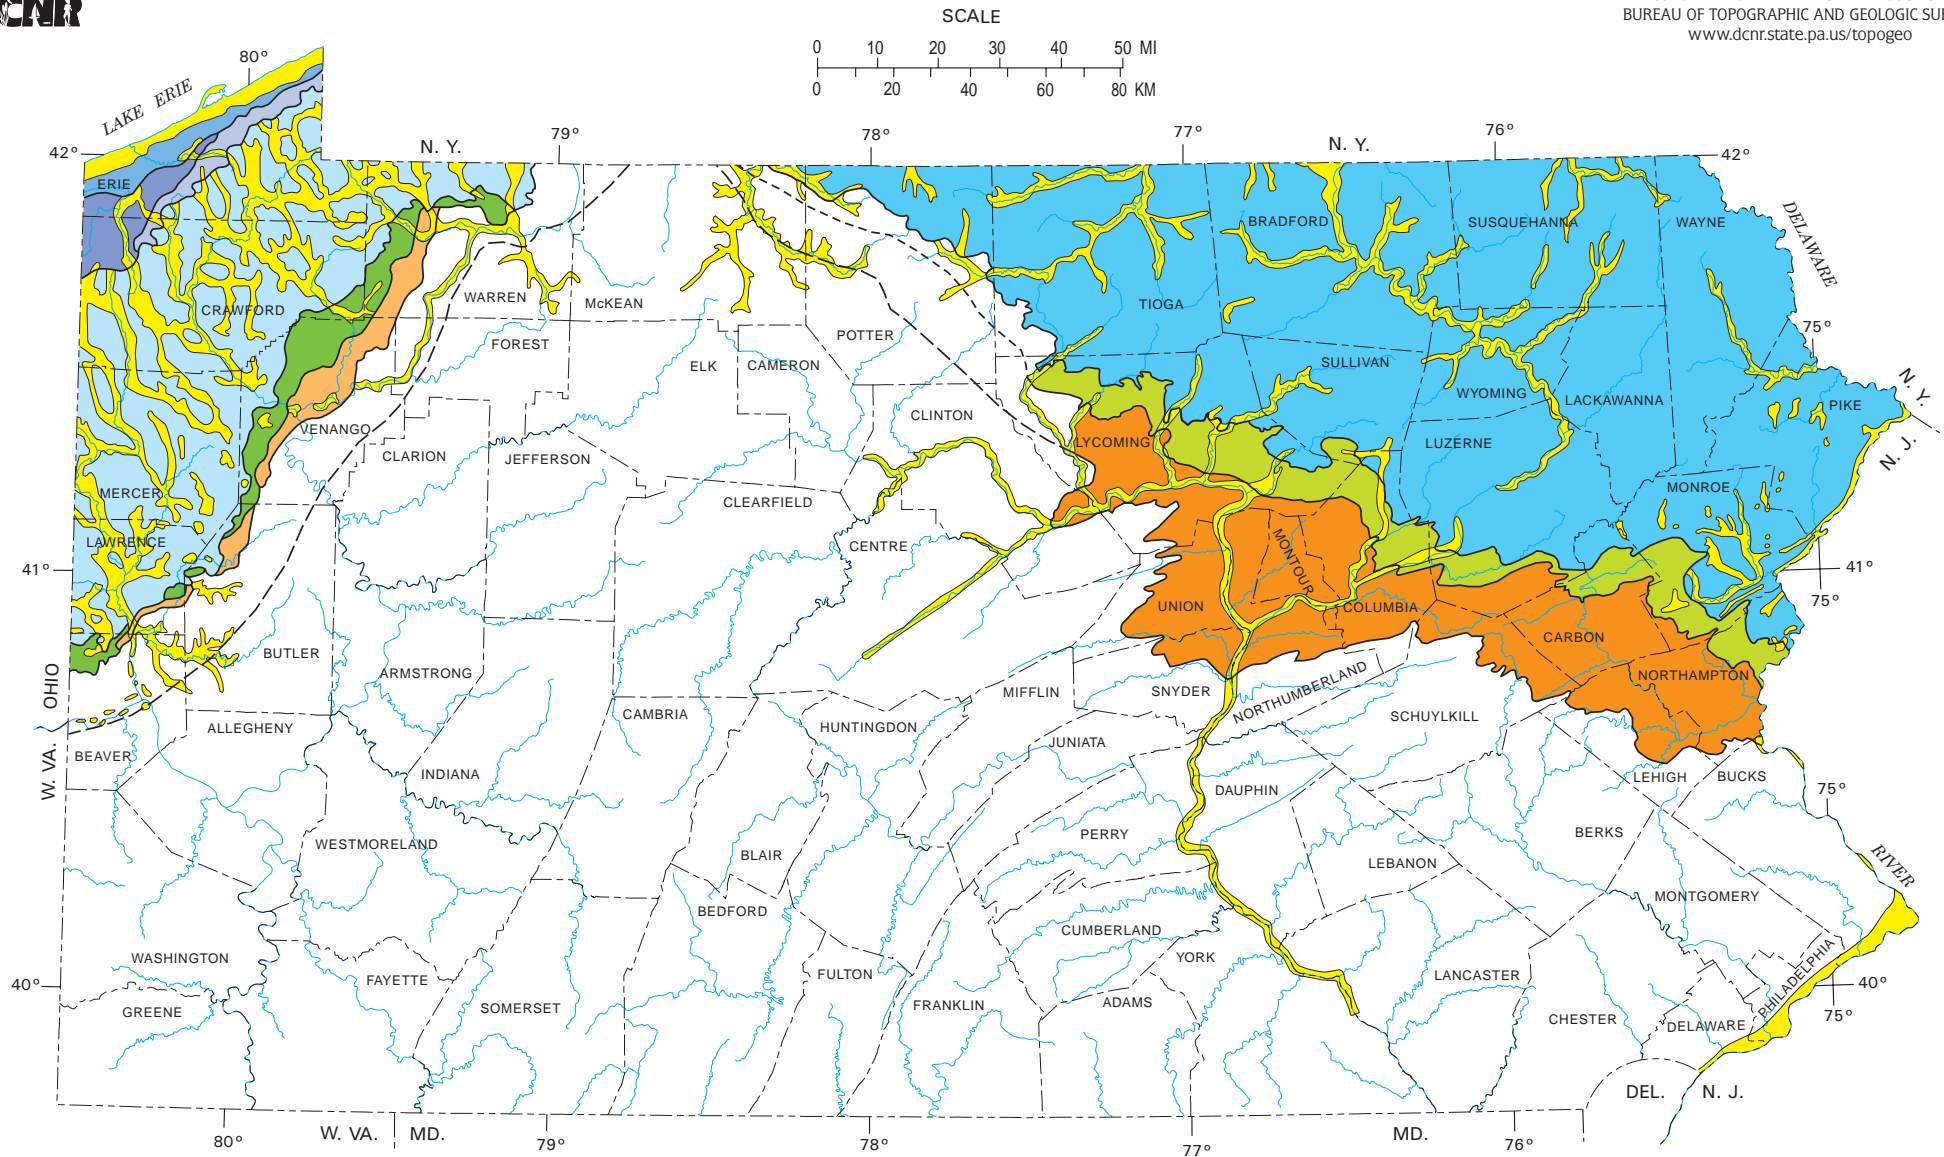 CNR
SCALE
0 10 20 30 40 50 MI
0 20 40 60 80 KM
BUREAU OF TOPOGRAPHIC AND GEOLOGIC SU
www.dcnr.state.pa.us/topogeo
80°
LAKE ERIE
79°
78°
77°
76°
N. Y.
N. Y.
42°
42°
ERIE
DELAWARE
BRADFORD
SUSQUEHANNA
WAYNE
WARREN
McKEAN
TIOGA
CRAWFORD
POTTER
75°
FOREST
ELK
CAMERON
SULLIVAN
WYOMING
LACKAWANNA
PIKE
N. Y.
N. J.
CLINTON
VENANGO
LYCOMING
LUZERNE
CLARION
JEFFERSON
MERCER
CLEARFIELD
MONROE
LAWRENCE
CENTRE
MONTOUR
41°
41°
75°
UNION
COLUMBIA
CARBON
BUTLER
ARMSTRONG
NORTHAMPTON
OHIO
MIFFLIN
SNYDER
NORTHUMBERLAND
CAMBRIA
SCHUYLKILL
ALLEGHENY
HUNTINGDON
JUNIATA
BEAVER
W. VA.
INDIANA
LEHIGH
BUCKS
DAUPHIN
75°
PERRY
BERKS
WESTMORELAND
BLAIR
LEBANON
RIVER
MONTGOMERY
BEDFORD
CUMBERLAND
WASHINGTON
YORK
FAYETTE
FULTON
LANCASTER
PHILADELPHIA
40°
40°
75°
GREENE
SOMERSET
FRANKLIN
ADAMS
CHESTER
DELAWARE
DEL.
N. J.
80°
W. VA.
MD.
79°
78°
77°
MD.
76°